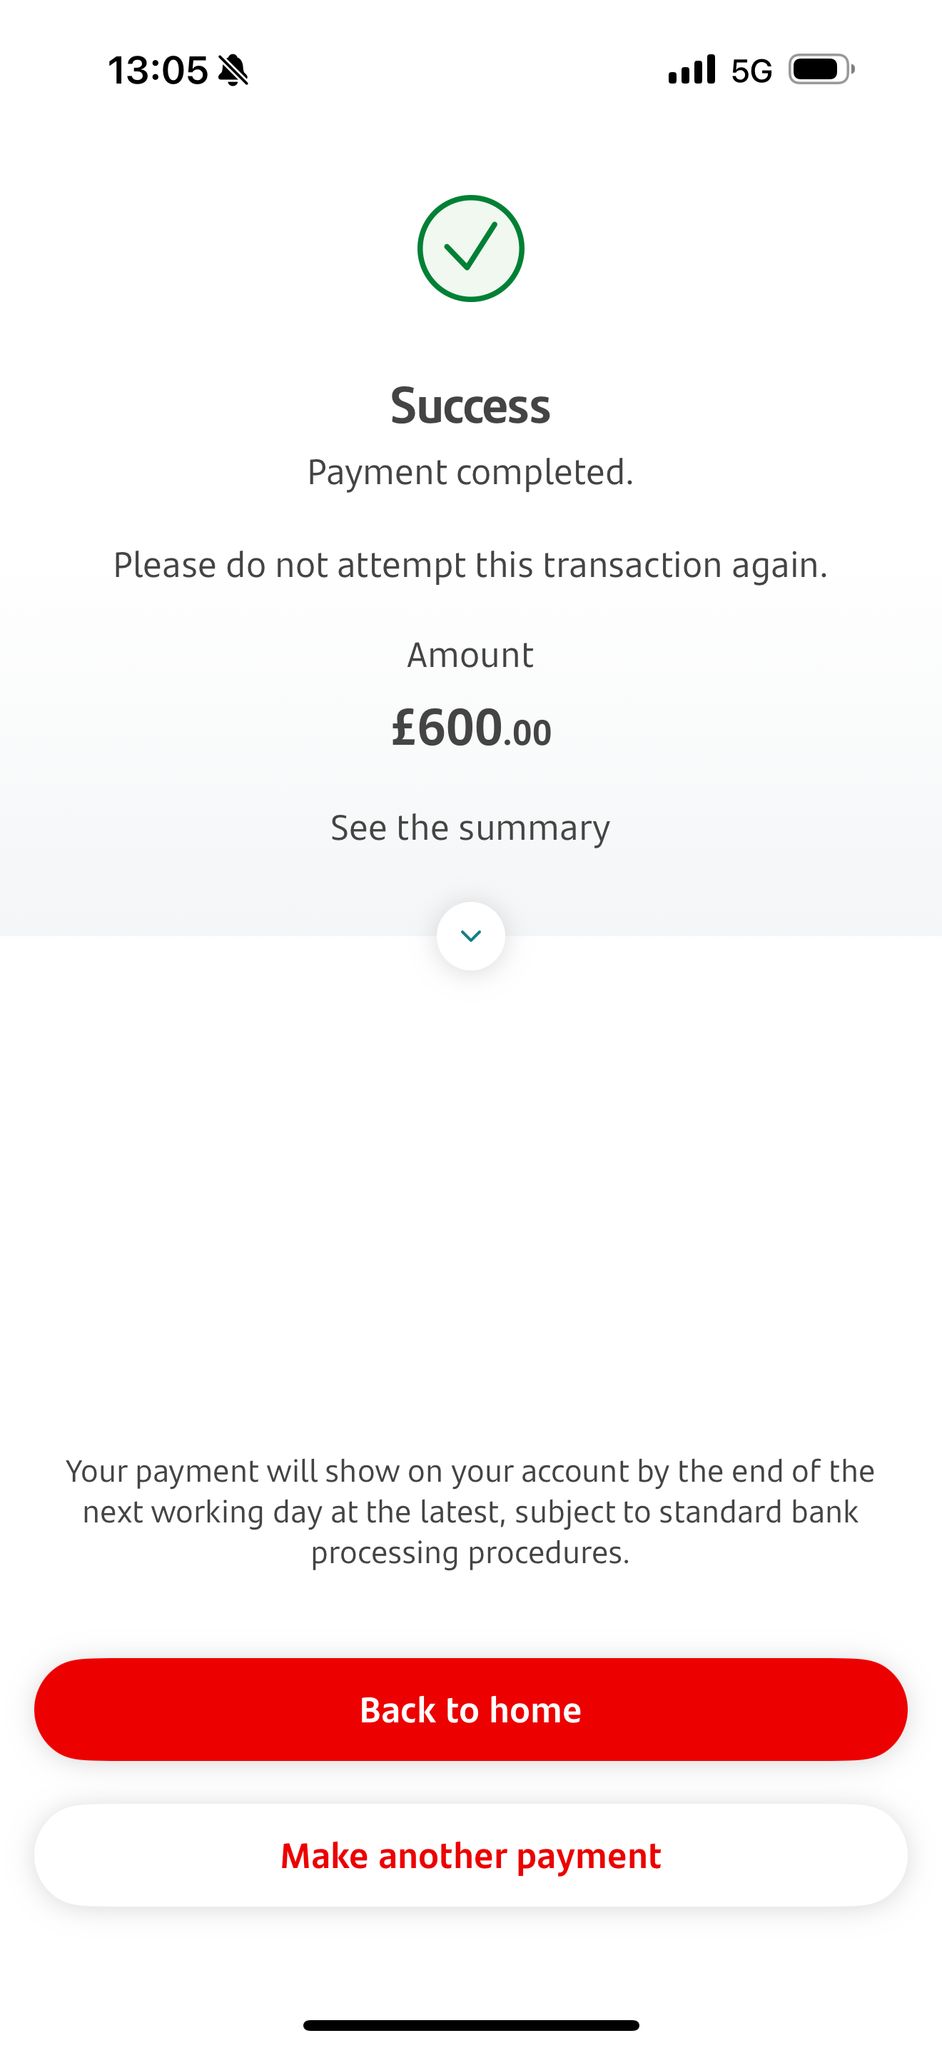 13:05
5G
Success
Payment completed.
Please do not attempt this transaction again.
Amount
£600.00
See the summary
Your payment will show on your account by the end of the
next working day at the latest, subject to standard bank
processing procedures.
Back to home
Make another payment